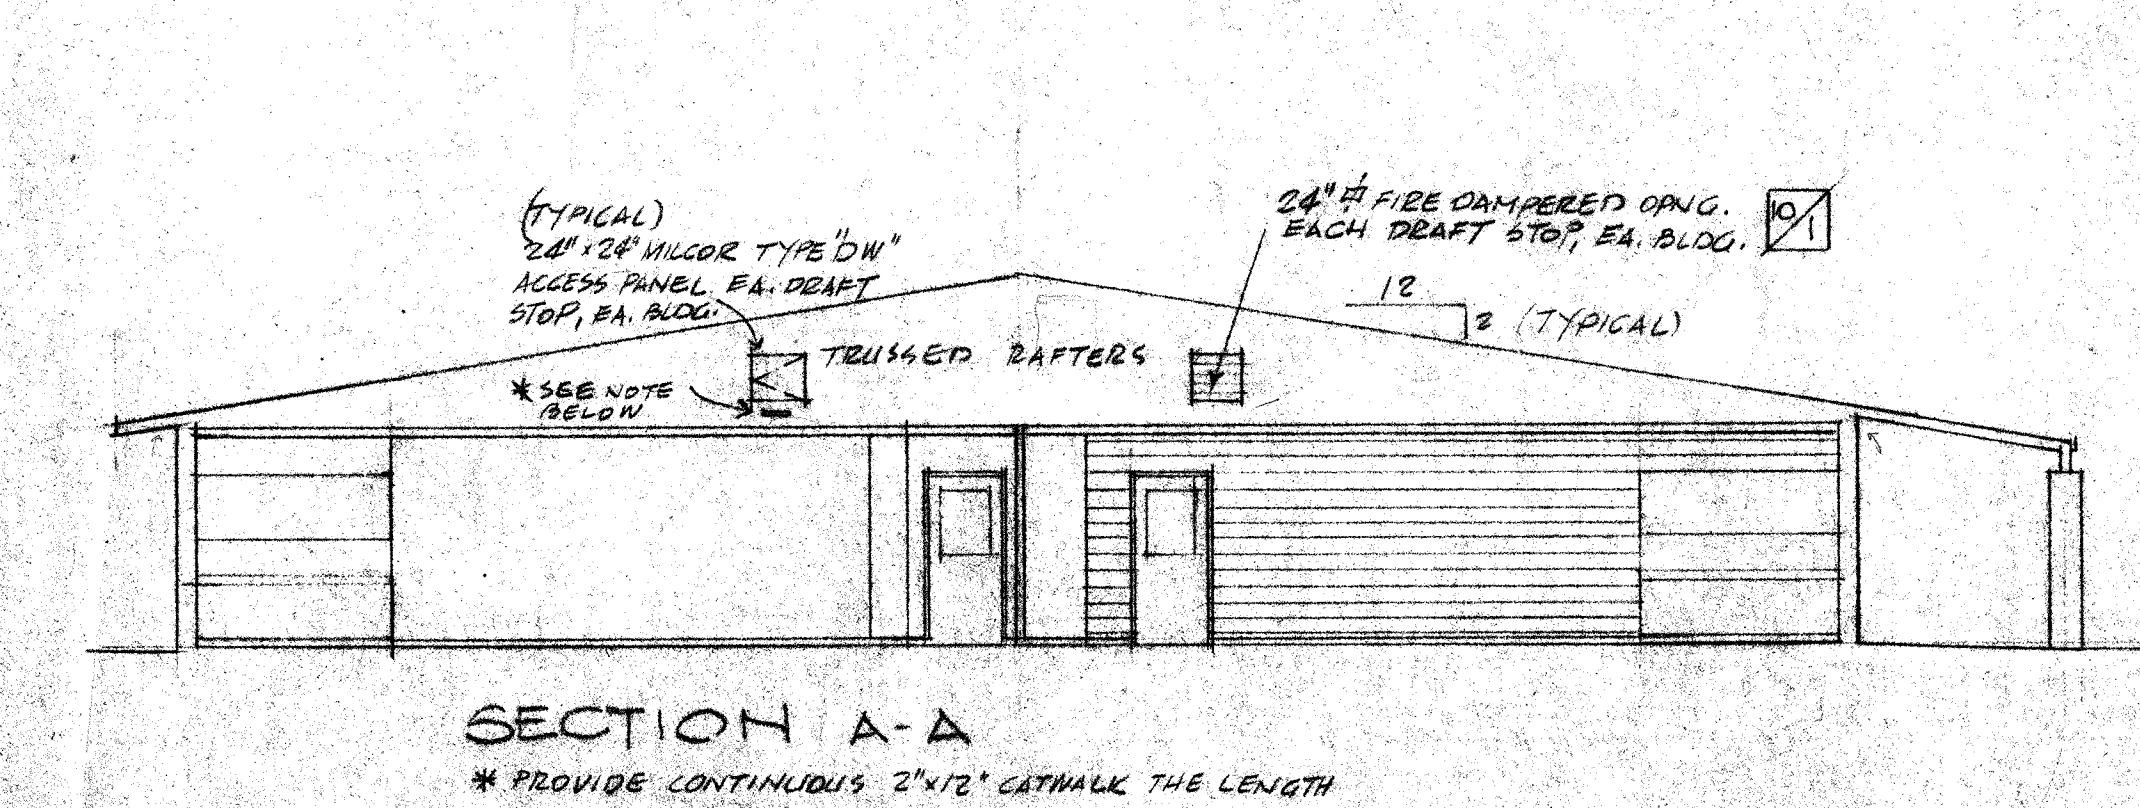 (TYPICAL)
24"x24" MILCOR TYPE "DW"
ACCESS PANEL EA. DRAFT
STOP, EA. BLDG.
24" ⌷ FIRE DAMPERED OPNG.
EACH DRAFT STOP, EA. BLDG.
10
1
12
2 (TYPICAL)
TRUSSED RAFTERS
* SEE NOTE
BELOW
SECTION A-A
* PROVIDE CONTINUOUS 2"x12" CATWALK THE LENGTH